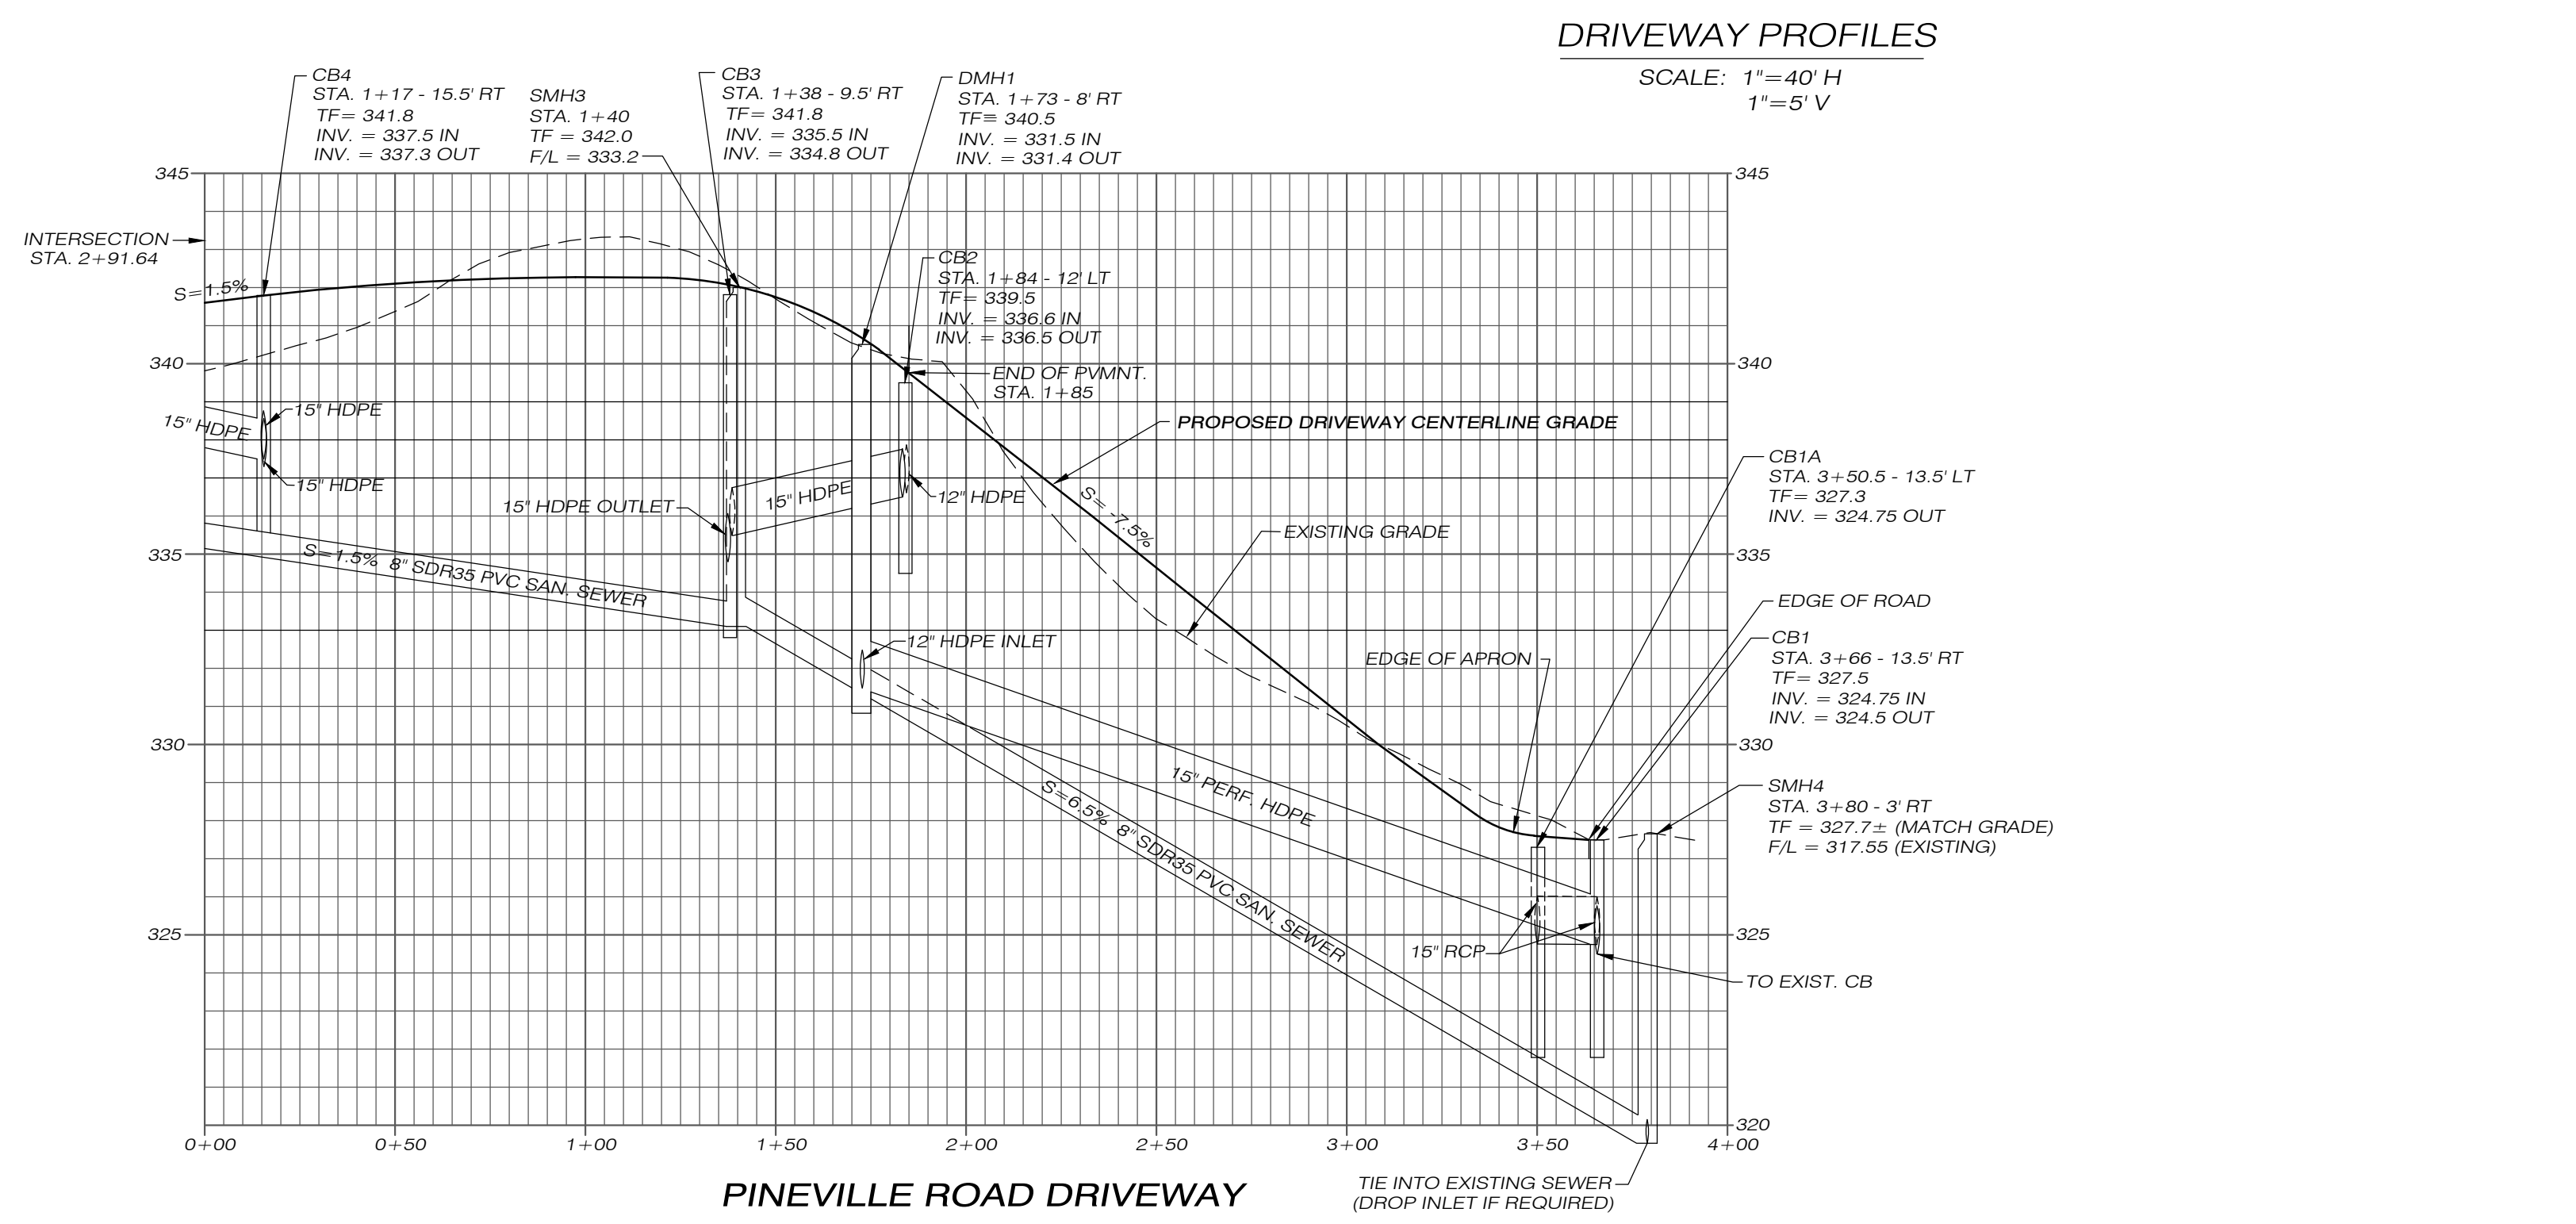 DRIVEWAY PROFILES
SCALE: 1"=40' H
1"=5' V
CB4
STA. 1+17 - 15.5' RT
TF= 341.8
INV. = 337.5 IN
INV. = 337.3 OUT
SMH3
STA. 1+40
TF = 342.0
F/L = 333.2
CB3
STA. 1+38 - 9.5' RT
TF= 341.8
INV. = 335.5 IN
INV. = 334.8 OUT
DMH1
STA. 1+73 - 8' RT
TF= 340.5
INV. = 331.5 IN
INV. = 331.4 OUT
345
345
INTERSECTION
STA. 2+91.64
S=1.5%
CB2
STA. 1+84 - 12' LT
TF= 339.5
INV. = 336.6 IN
INV. = 336.5 OUT
340
340
END OF PVMNT.
STA. 1+85
15" HDPE
15" HDPE
15" HDPE
PROPOSED DRIVEWAY CENTERLINE GRADE
CB1A
STA. 3+50.5 - 13.5' LT
TF= 327.3
INV. = 324.75 OUT
15" HDPE OUTLET
15" HDPE
12" HDPE
S= -7.5%
EXISTING GRADE
335
335
S=1.5% 8" SDR35 PVC SAN. SEWER
EDGE OF ROAD
12" HDPE INLET
EDGE OF APRON
CB1
STA. 3+66 - 13.5' RT
TF= 327.5
INV. = 324.75 IN
INV. = 324.5 OUT
330
330
15" PERF. HDPE
S=6.5% 8" SDR35 PVC SAN. SEWER
SMH4
STA. 3+80 - 3' RT
TF = 327.7± (MATCH GRADE)
F/L = 317.55 (EXISTING)
325
325
15" RCP
TO EXIST. CB
320
0+00
0+50
1+00
1+50
2+00
2+50
3+00
3+50
4+00
TIE INTO EXISTING SEWER
(DROP INLET IF REQUIRED)
PINEVILLE ROAD DRIVEWAY